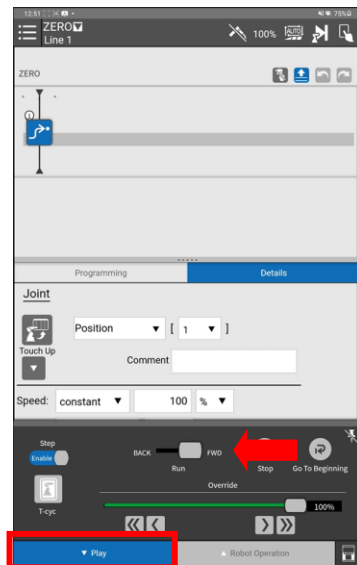 12:51
75%
ZERO
Line 1
100%
AUTO
ZERO
1
Programming
Details
Joint
Position
[ 1 ]
Touch Up
Comment
Speed: constant 100 %
Step
Enable
BACK
FWD
Run
Stop
Go To Beginning
Override
T-cyc
100%
Play
Robot Operation